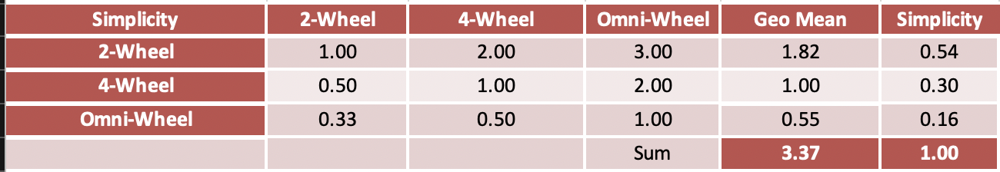 Simplicity 2-Wheel 4-Wheel Omni-Wheel Geo Mean Simplicity
2-Wheel 1.00 2.00 3.00 1.82 0.54
4-Wheel 0.50 1.00 2.00 1.00 0.30
Omni-Wheel 0.33 0.50 1.00 0.55 0.16
Sum 3.37 1.00